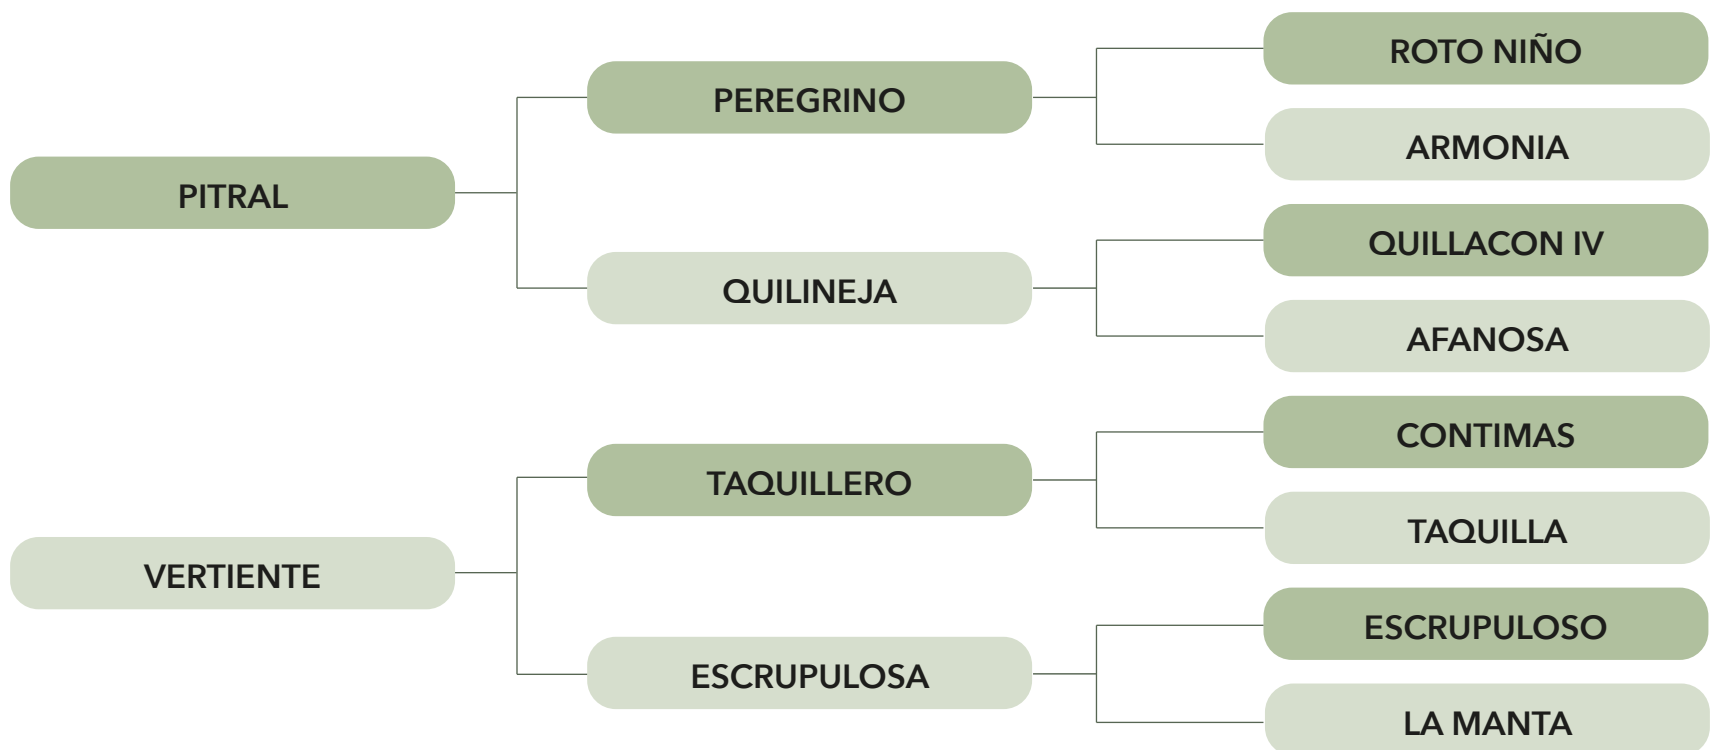 ROTO NIÑO
PEREGRINO
ARMONIA
PITRAL
QUILLACON IV
QUILINEJA
AFANOSA
CONTIMAS
TAQUILLERO
TAQUILLA
VERTIENTE
ESCRUPULOSO
ESCRUPULOSA
LA MANTA